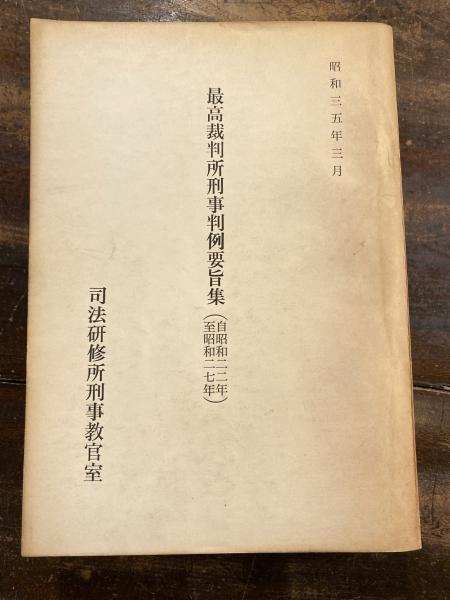 昭和三五年三月
最高裁判所刑事判例要旨集
(自昭和二二年
至昭和二七年)
司法研修所刑事教官室